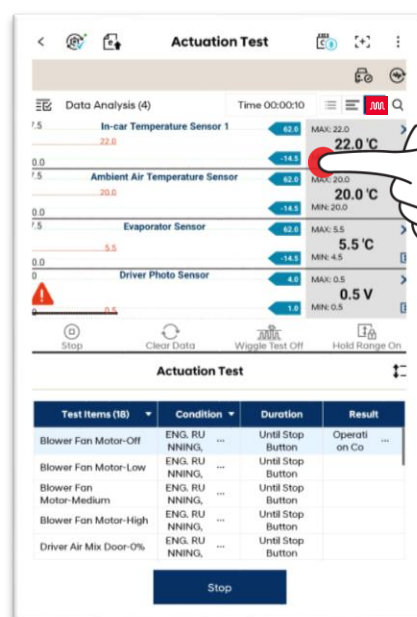 Actuation Test
Data Analysis (4)
Time 00:00:10
7.5
In-car Temperature Sensor 1
62.0
MAX: 22.0
22.0
22.0 'C
0.0
-14.5
7.5
Ambient Air Temperature Sensor
62.0
MAX: 20.0
20.0
20.0 'C
0.0
-14.5
MIN: 20.0
7.5
Evaporator Sensor
62.0
MAX: 5.5
5.5
5.5 'C
0.0
-14.5
MIN: 4.5
Driver Photo Sensor
4.0
MAX: 0.5
0.5 V
0.5
1.0
MIN: 0.5
Stop
Clear Data
Wiggle Test Off
Hold Range On
Actuation Test
Test Items (18)
Condition
Duration
Result
Blower Fan Motor-Off
ENG. RU
NNING,
...
Until Stop
Button
Operati
on Co
...
Blower Fan Motor-Low
ENG. RU
NNING,
...
Until Stop
Button
Blower Fan
Motor-Medium
ENG. RU
NNING,
...
Until Stop
Button
Blower Fan Motor-High
ENG. RU
NNING,
...
Until Stop
Button
Driver Air Mix Door-0%
ENG. RU
NNING,
...
Until Stop
Button
Stop